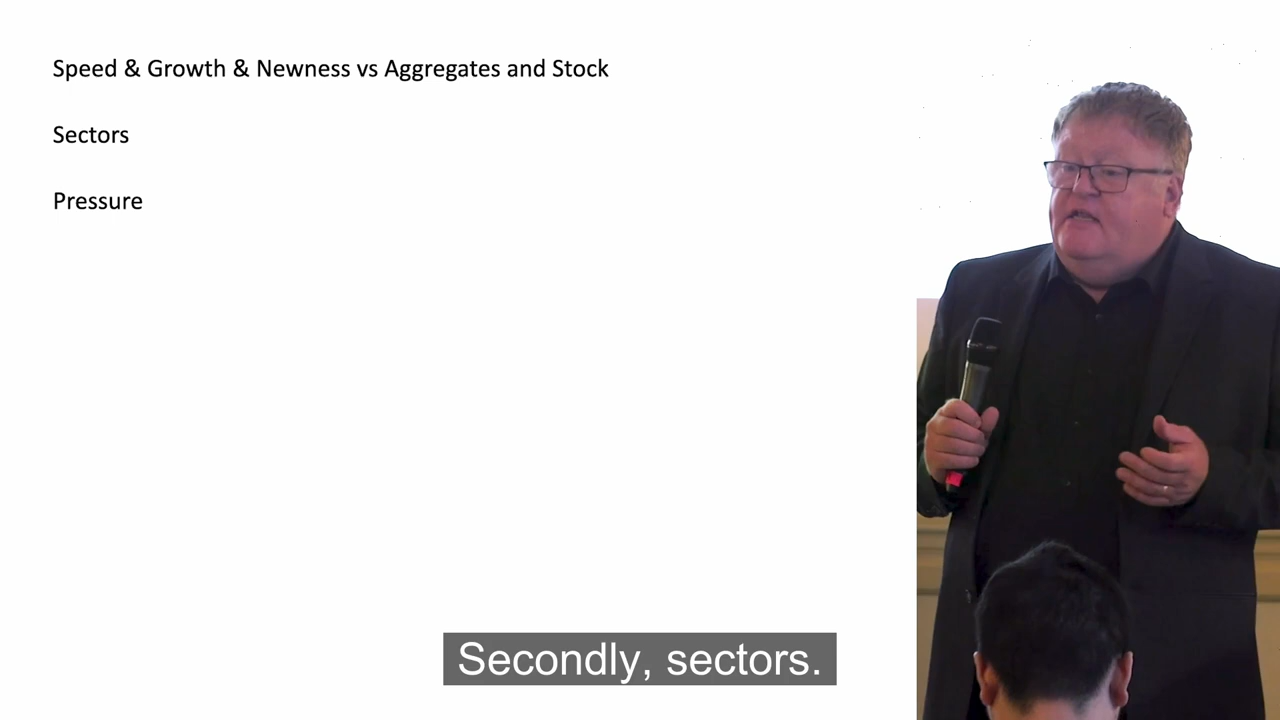 Speed & Growth & Newness vs Aggregates and Stock
Sectors
Pressure
Secondly, sectors.